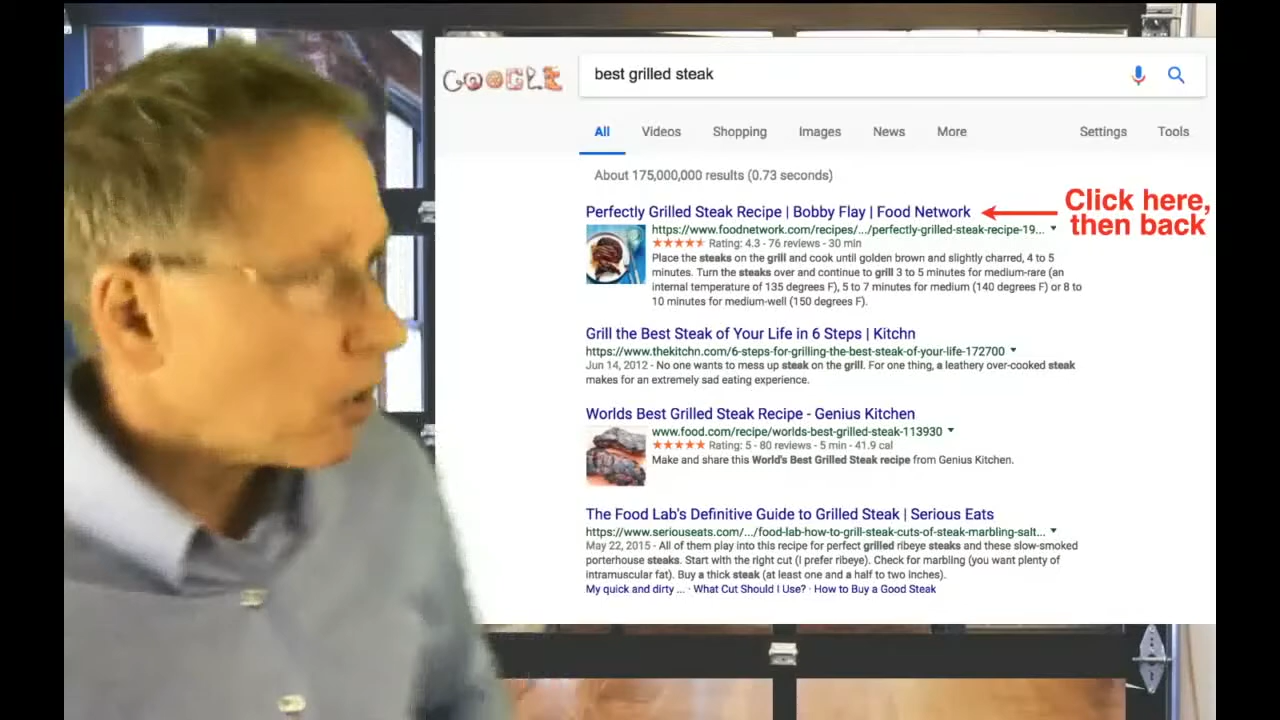 GOOGLE
best grilled steak
All Videos Shopping Images News More Settings Tools
About 175,000,000 results (0.73 seconds)
Perfectly Grilled Steak Recipe | Bobby Flay | Food Network
Click here,
then back
https://www.foodnetwork.com/recipes/.../perfectly-grilled-steak-recipe-19...
Rating: 4.3 - 76 reviews - 30 min
Place the steaks on the grill and cook until golden brown and slightly charred, 4 to 5
minutes. Turn the steaks over and continue to grill 3 to 5 minutes for medium-rare (an
internal temperature of 135 degrees F), 5 to 7 minutes for medium (140 degrees F) or 8 to
10 minutes for medium-well (150 degrees F).
Grill the Best Steak of Your Life in 6 Steps | Kitchn
https://www.thekitchn.com/6-steps-for-grilling-the-best-steak-of-your-life-172700
Jun 14, 2012 - No one wants to mess up steak on the grill. For one thing, a leathery over-cooked steak
makes for an extremely sad eating experience.
Worlds Best Grilled Steak Recipe - Genius Kitchen
www.food.com/recipe/worlds-best-grilled-steak-113930
Rating: 5 - 80 reviews - 5 min - 41.9 cal
Make and share this World's Best Grilled Steak recipe from Genius Kitchen.
The Food Lab's Definitive Guide to Grilled Steak | Serious Eats
https://www.seriouseats.com/.../food-lab-how-to-grill-steak-cuts-of-steak-marbling-salt...
May 22, 2015 - All of them play into this recipe for perfect grilled ribeye steaks and these slow-smoked
porterhouse steaks. Start with the right cut (I prefer ribeye). Check for marbling (you want plenty of
intramuscular fat). Buy a thick steak (at least one and a half to two inches).
My quick and dirty ... · What Cut Should I Use? · How to Buy a Good Steak